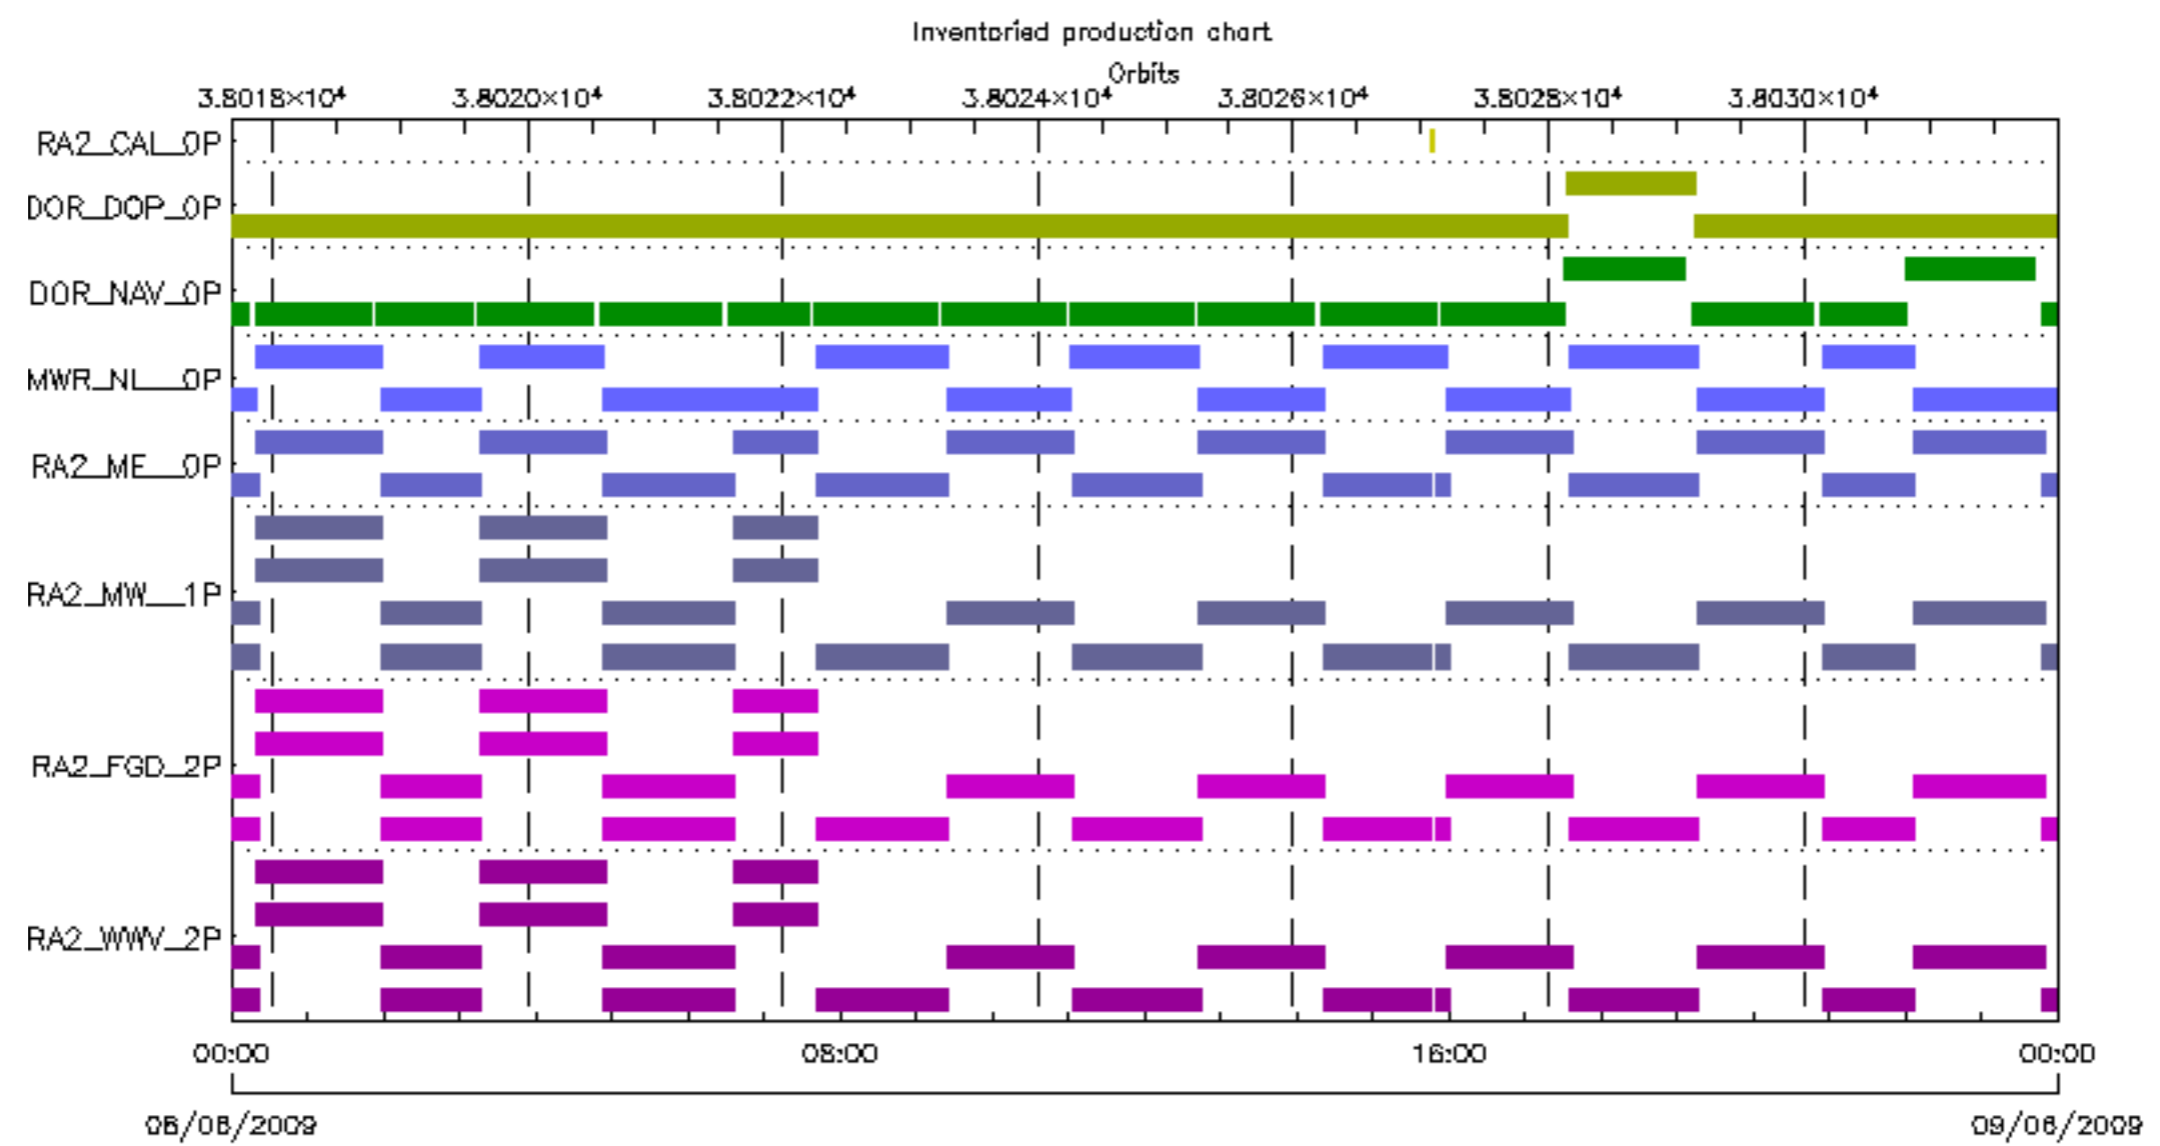 Inventoried production chart
Orbits
3.8018×10⁴ 3.8020×10⁴ 3.8022×10⁴ 3.8024×10⁴ 3.8026×10⁴ 3.8028×10⁴ 3.8030×10⁴
RA2_CAL_0P
DOR_DOP_0P
DOR_NAV_0P
MWR_NL__0P
RA2_ME__0P
RA2_MW__1P
RA2_FGD_2P
RA2_WWV_2P
00:00 08:00 16:00 00:00
08/06/2009 09/06/2009